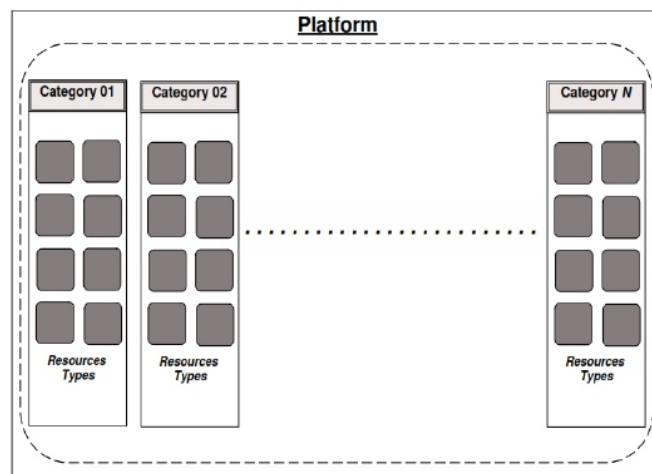 Platform
Category 01
Category 02
Category N
Resources
Types
Resources
Types
Resources
Types